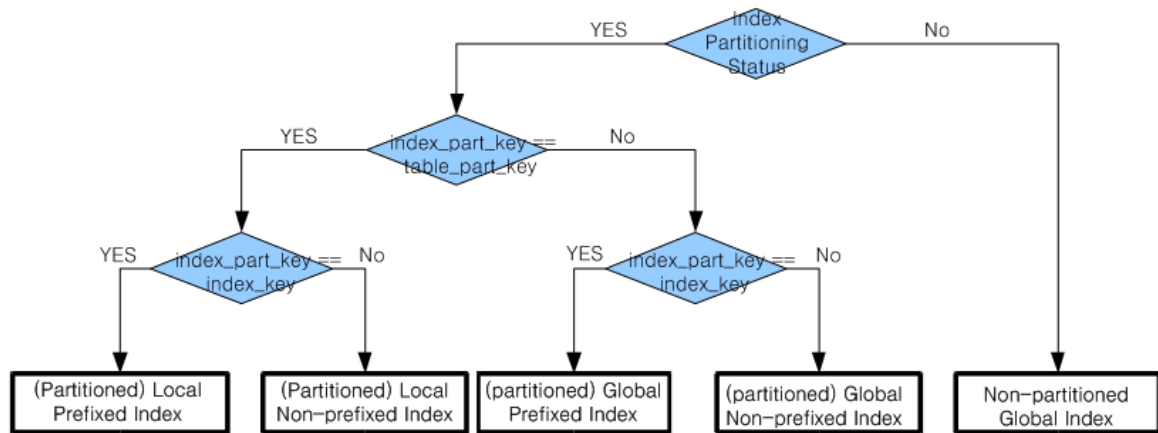 Index
Partitioning
Status
YES
No
index_part_key ==
table_part_key
YES
No
index_part_key ==
index_key
YES
No
index_part_key ==
index_key
YES
No
(Partitioned) Local
Prefixed Index
(Partitioned) Local
Non-prefixed Index
(partitioned) Global
Prefixed Index
(partitioned) Global
Non-prefixed Index
Non-partitioned
Global Index